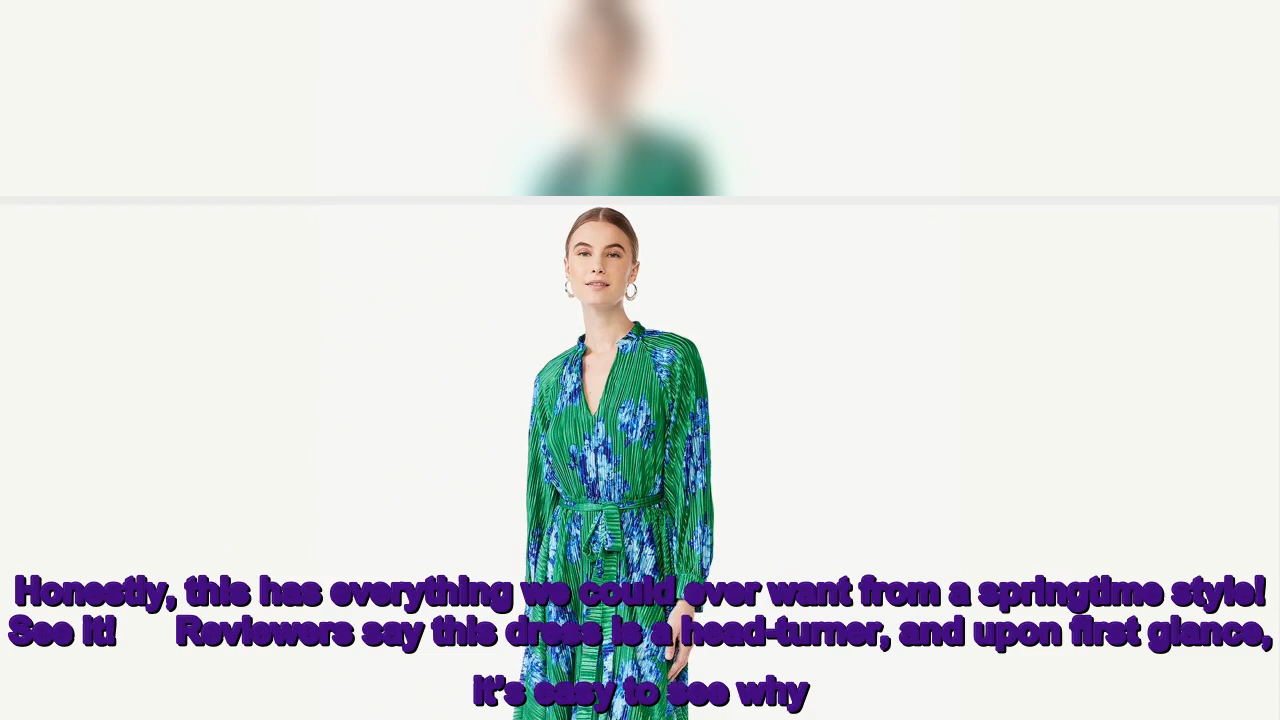 Honestly, this has everything we could ever want from a springtime style!
See it! Reviewers say this dress is a head-turner, and upon first glance,
it's easy to see why